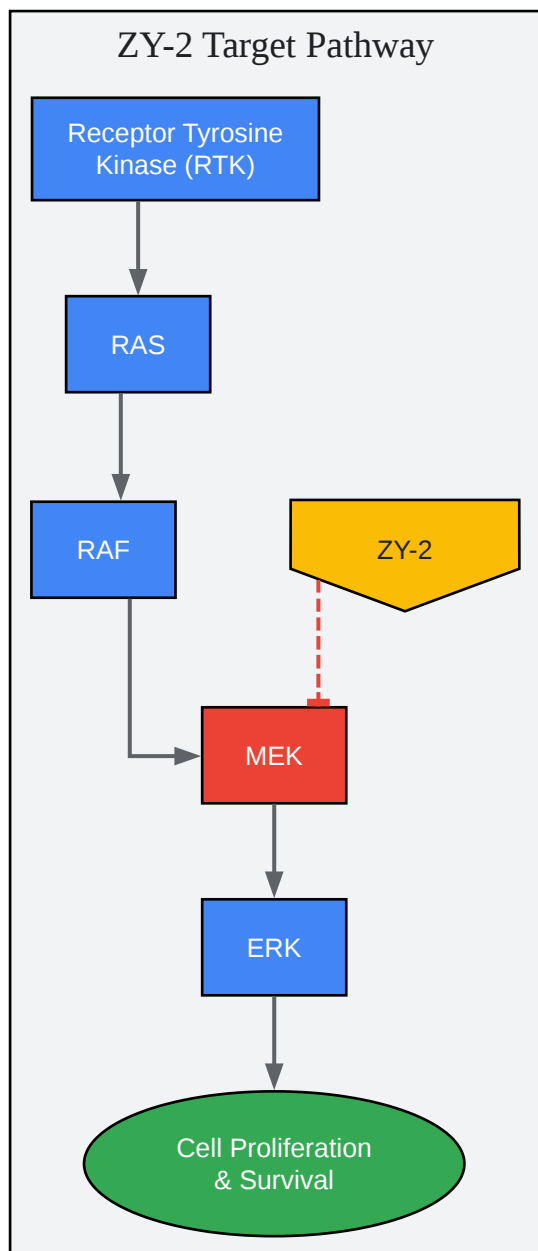 ZY-2 Target Pathway
Receptor Tyrosine
Kinase (RTK)
RAS
RAF
ZY-2
MEK
ERK
Cell Proliferation
& Survival